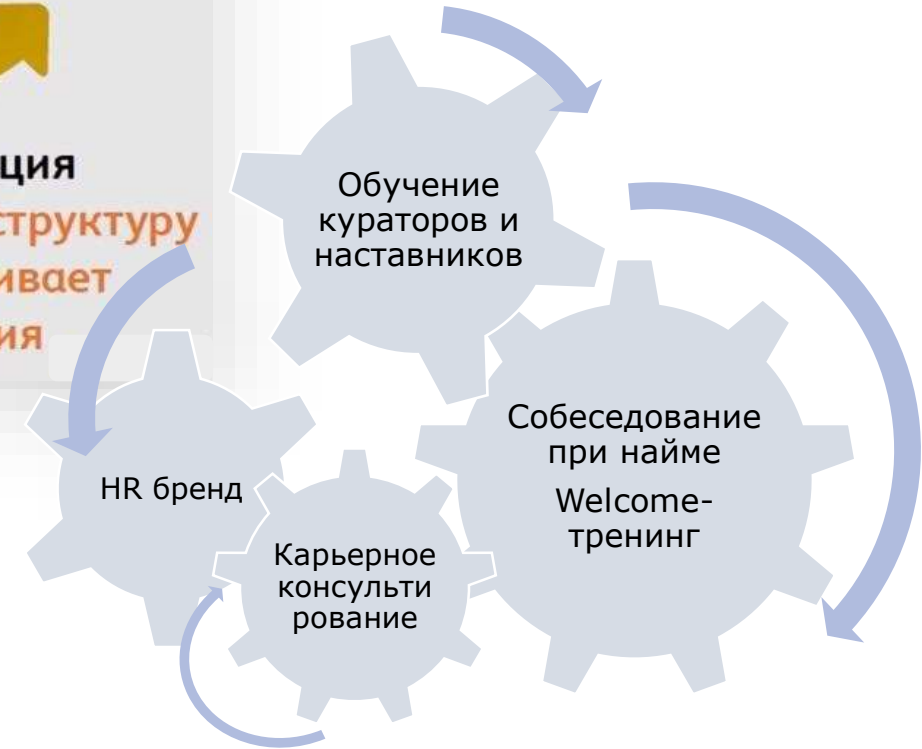 ция
структуру
ивает
ия
Обучение
кураторов и
наставников
Собеседование
при найме
Welcome-
тренинг
HR бренд
Карьерное
консульти
рование